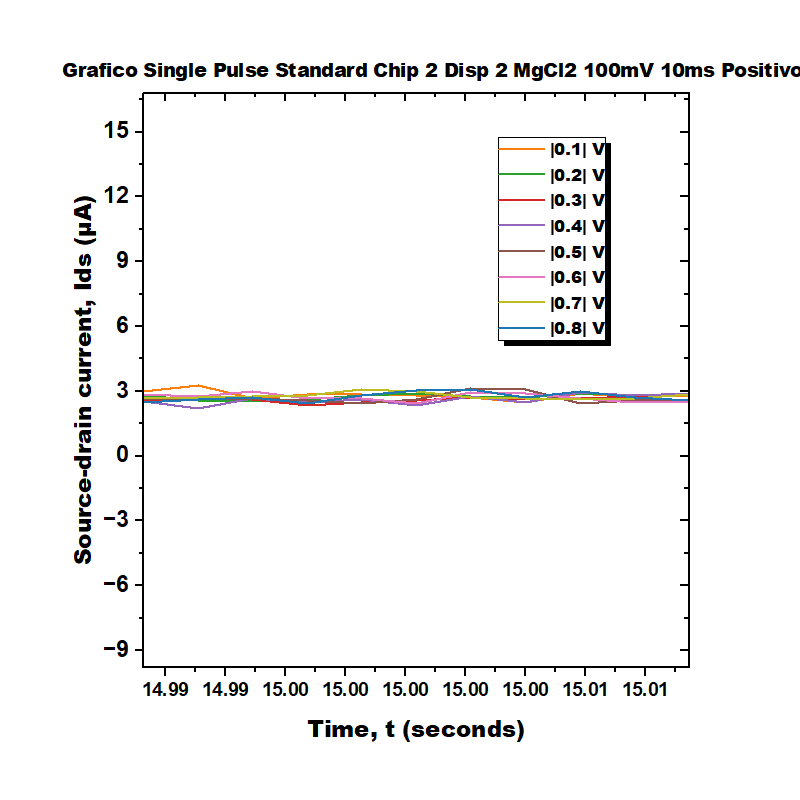 Grafico Single Pulse Standard Chip 2 Disp 2 MgCl2 100mV 10ms Positivo
|0.1| V
|0.2| V
|0.3| V
|0.4| V
|0.5| V
|0.6| V
|0.7| V
|0.8| V
Source-drain current, Ids (μA)
15
12
9
6
3
0
−3
−6
−9
14.99 14.99 15.00 15.00 15.00 15.00 15.00 15.01 15.01
Time, t (seconds)